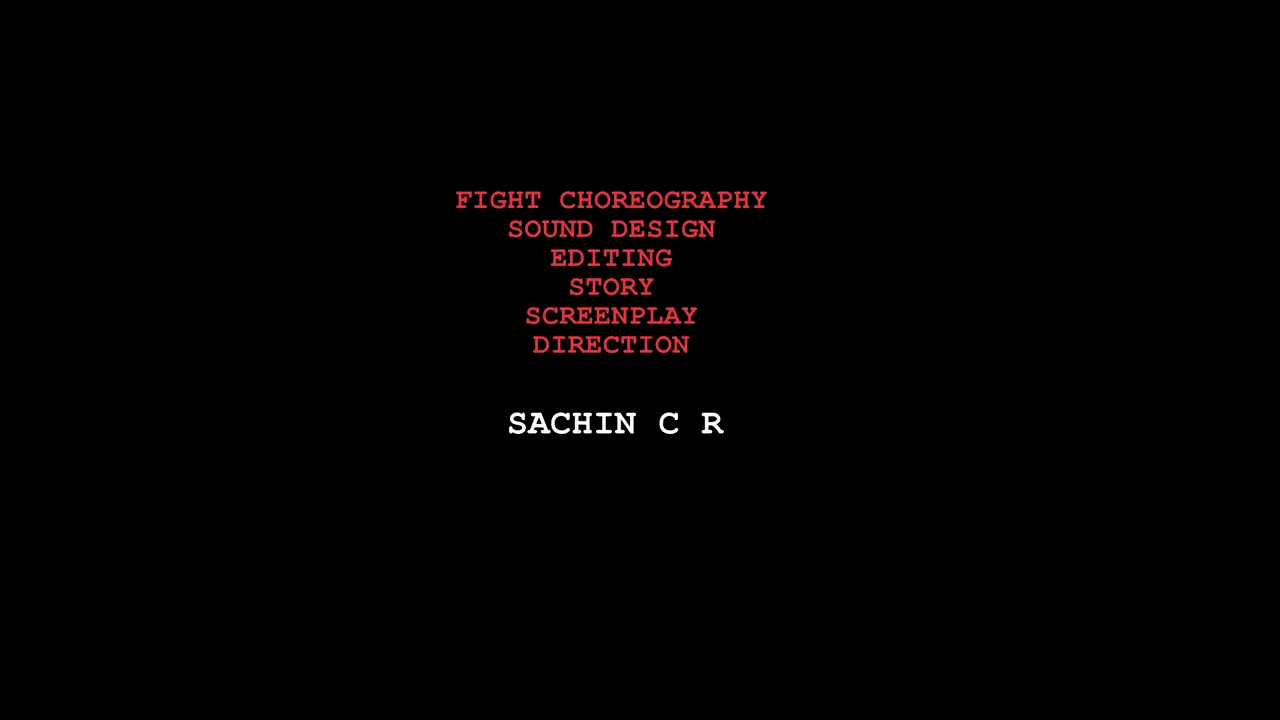 FIGHT CHOREOGRAPHY
SOUND DESIGN
EDITING
STORY
SCREENPLAY
DIRECTION
SACHIN C R